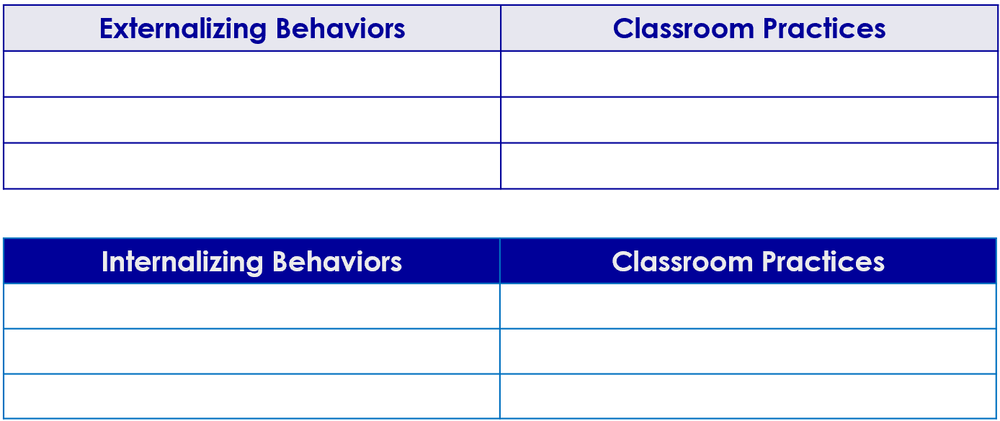 Externalizing Behaviors
Classroom Practices
Internalizing Behaviors
Classroom Practices